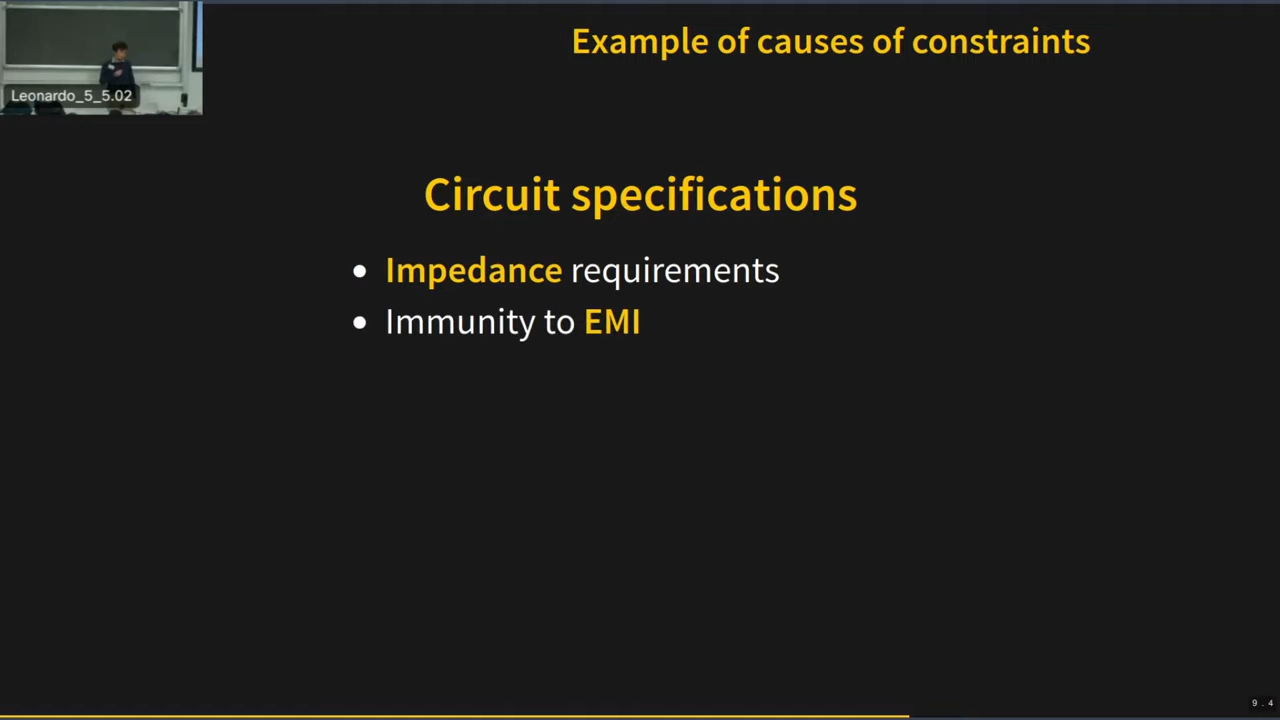 Leonardo_5_5.02
Example of causes of constraints
Circuit specifications
Impedance requirements
Immunity to EMI
9.4